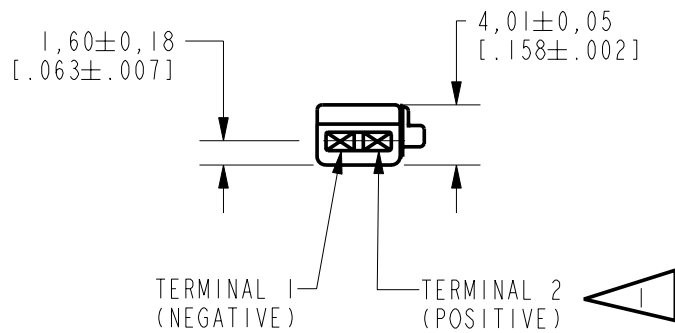 1,60±0,18
[.063±.007]
4,01±0,05
[.158±.002]
TERMINAL 1
(NEGATIVE)
TERMINAL 2
(POSITIVE)
1